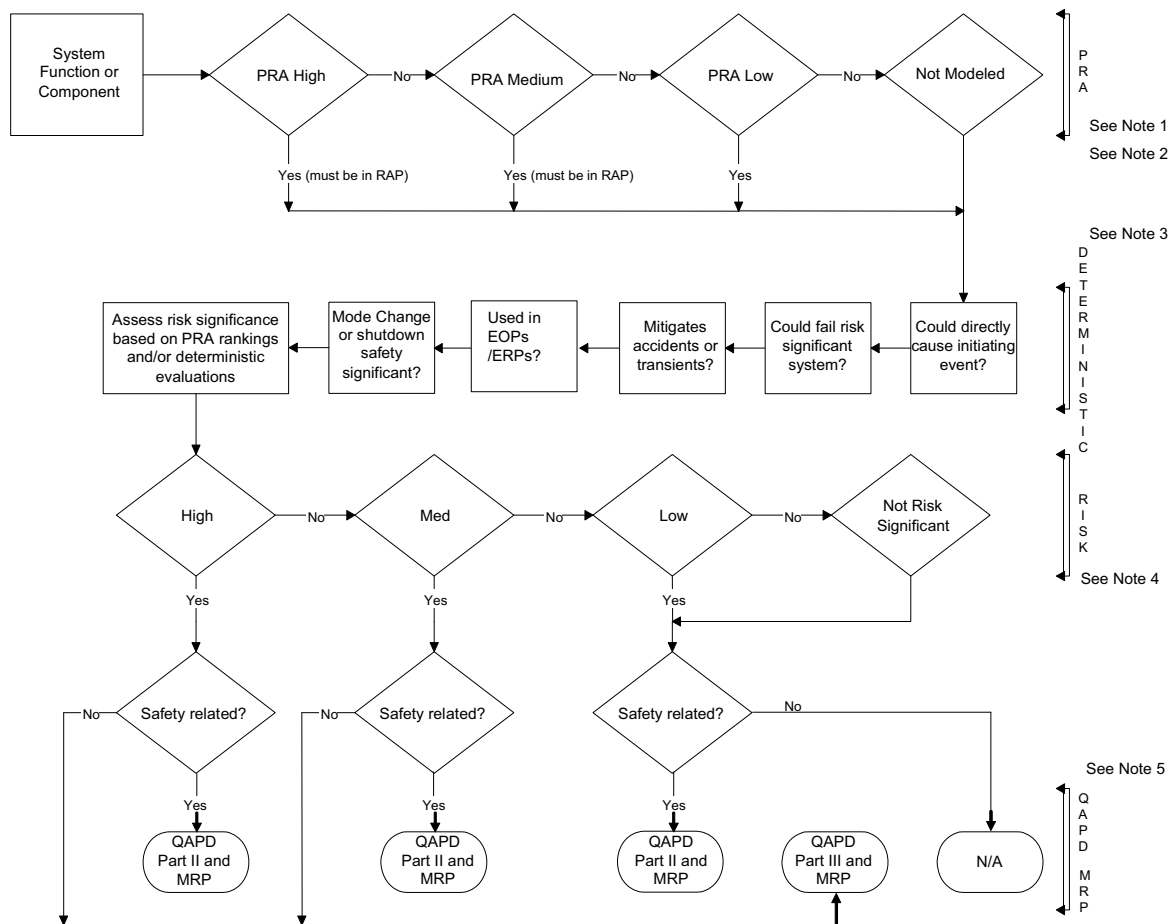 System
Function or
Component
PRA High
No
PRA Medium
No
PRA Low
No
Not Modeled
P
R
A
See Note 1
See Note 2
Yes (must be in RAP)
Yes (must be in RAP)
Yes
See Note 3
D
E
T
E
R
M
I
N
I
S
T
I
C
Assess risk significance
based on PRA rankings
and/or deterministic
evaluations
Mode Change
or shutdown
safety
significant?
Used in
EOPs
/ERPs?
Mitigates
accidents or
transients?
Could fail risk
significant
system?
Could directly
cause initiating
event?
High
No
Med
No
Low
No
Not Risk
Significant
R
I
S
K
See Note 4
Yes
Yes
Yes
No
Safety related?
No
Safety related?
Safety related?
No
See Note 5
Yes
Yes
Yes
QAPD
Part II and
MRP
QAPD
Part II and
MRP
QAPD
Part II and
MRP
QAPD
Part III and
MRP
N/A
Q
A
P
D
M
R
P